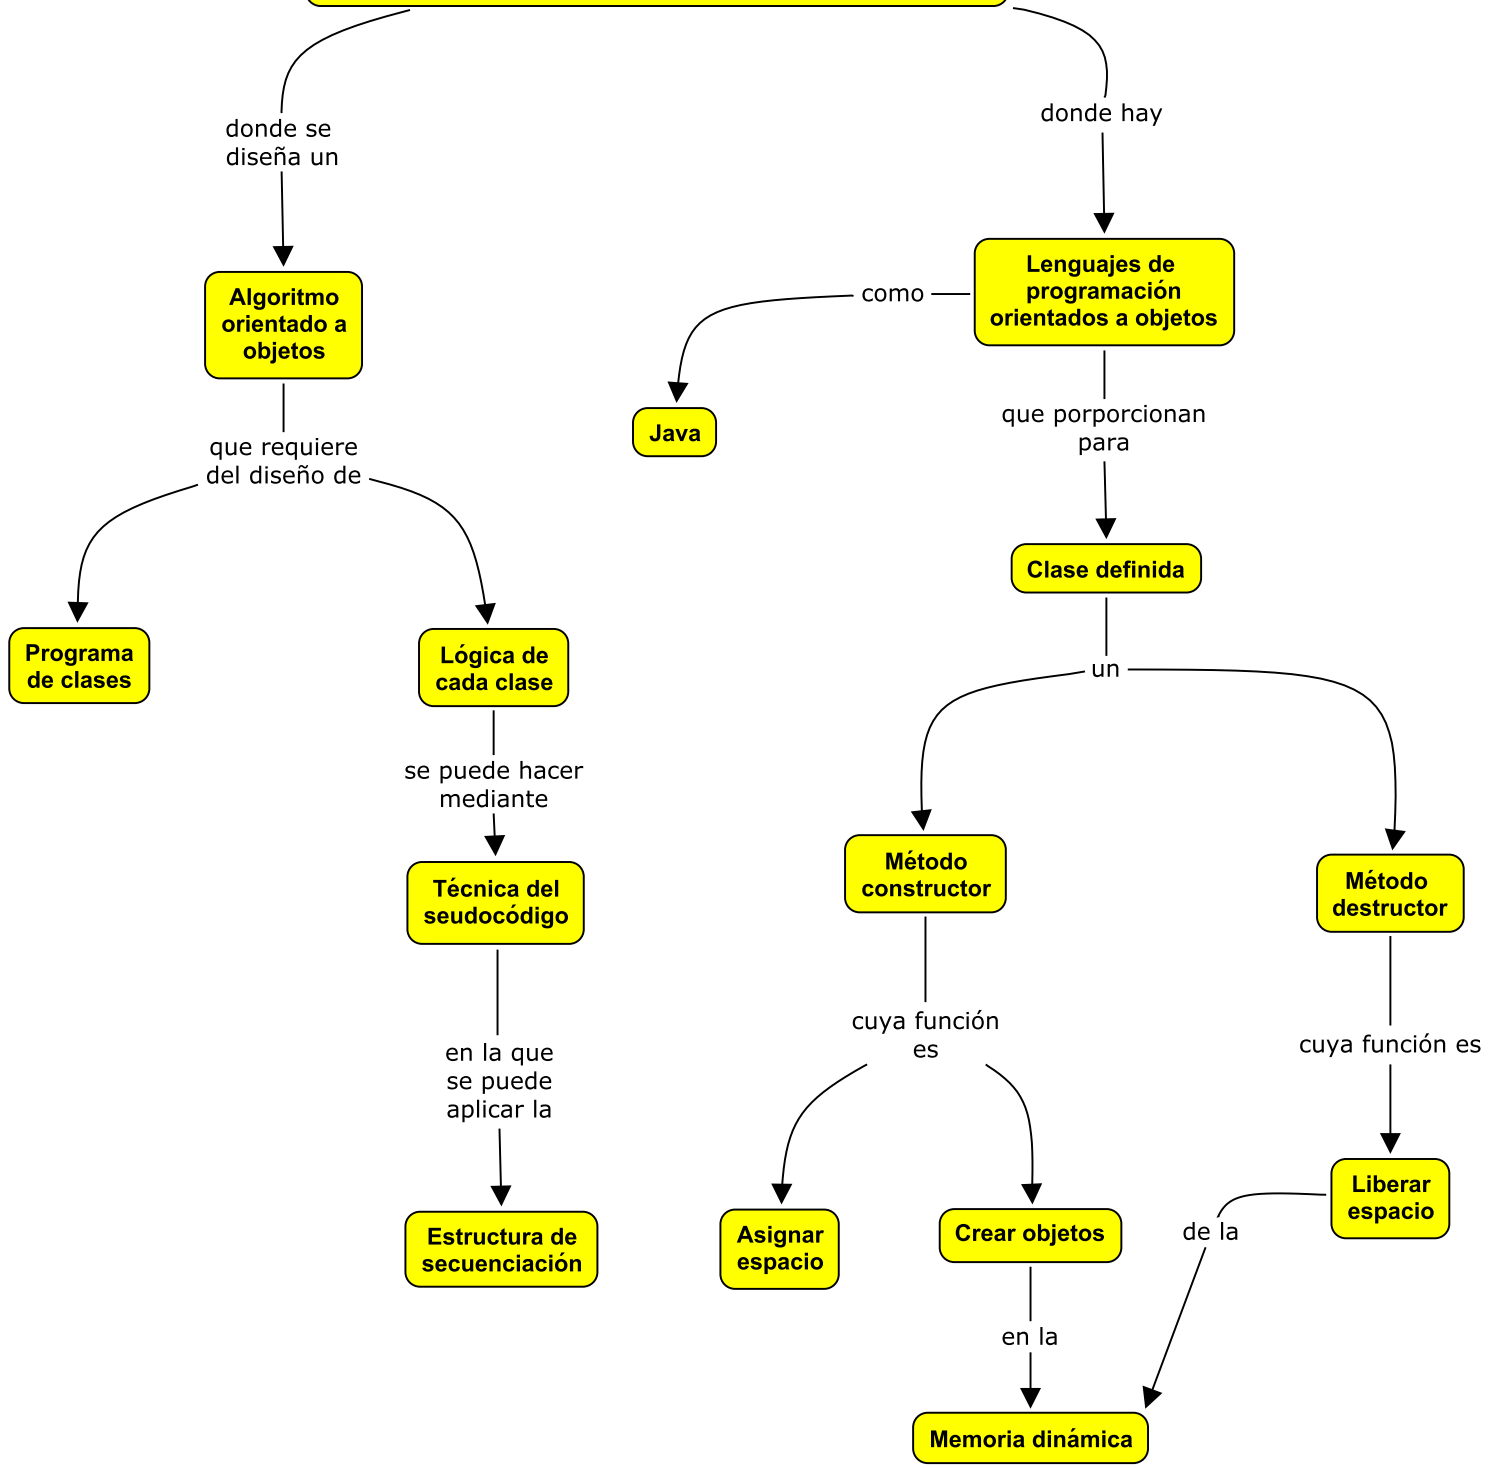 donde se
diseña un
donde hay
Algoritmo
orientado a
objetos
Lenguajes de
programación
orientados a objetos
como
Java
que requiere
del diseño de
que porporcionan
para
Clase definida
Programa
de clases
Lógica de
cada clase
un
se puede hacer
mediante
Técnica del
seudocódigo
Método
constructor
Método
destructor
en la que
se puede
aplicar la
cuya función
es
cuya función es
Estructura de
secuenciación
Asignar
espacio
Crear objetos
Liberar
espacio
de la
en la
Memoria dinámica